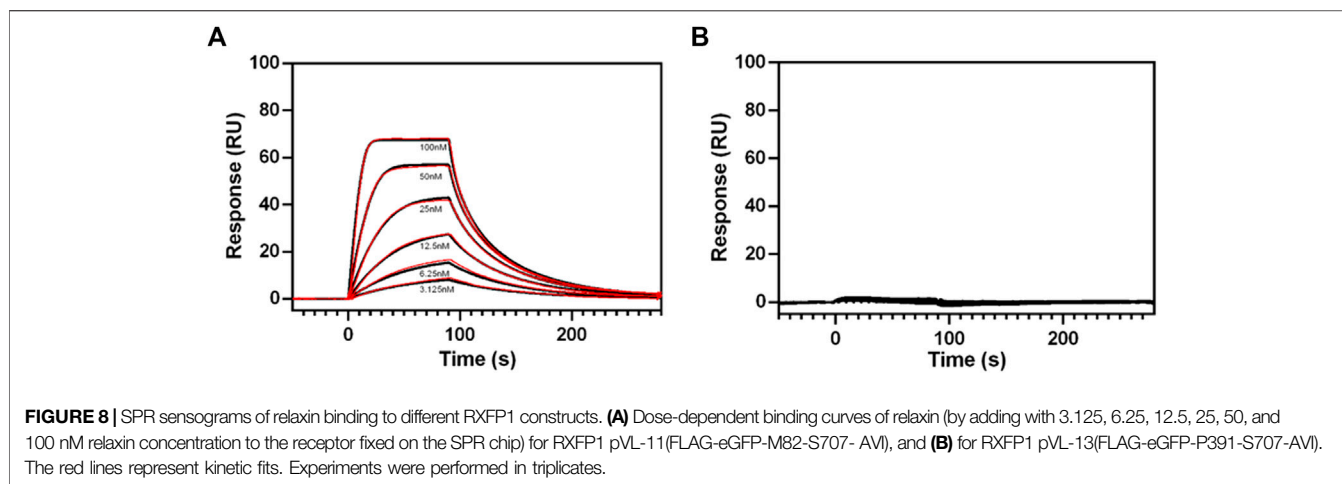 A
B
100
80
60
40
20
0
Response (RU)
100nM
50nM
25nM
12.5nM
6.25nM
3.125nM
0
100
200
Time (s)
100
80
60
40
20
0
Response (RU)
0
100
200
Time (s)
FIGURE 8 | SPR sensograms of relaxin binding to different RXFP1 constructs. (A) Dose-dependent binding curves of relaxin (by adding with 3.125, 6.25, 12.5, 25, 50, and
100 nM relaxin concentration to the receptor fixed on the SPR chip) for RXFP1 pVL-11(FLAG-eGFP-M82-S707- AVI), and (B) for RXFP1 pVL-13(FLAG-eGFP-P391-S707-AVI).
The red lines represent kinetic fits. Experiments were performed in triplicates.